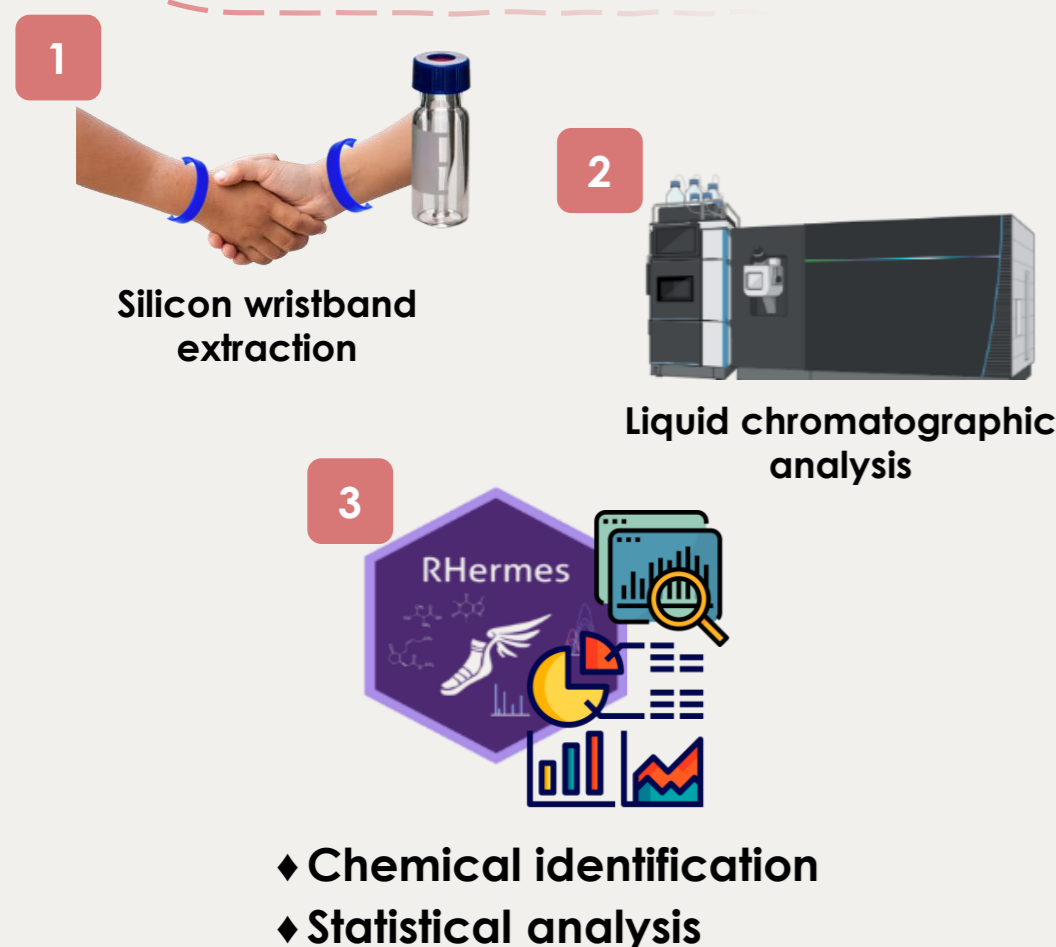 1
Silicon wristband
extraction
2
Liquid chromatographic
analysis
3
RHermes
♦ Chemical identification
♦ Statistical analysis